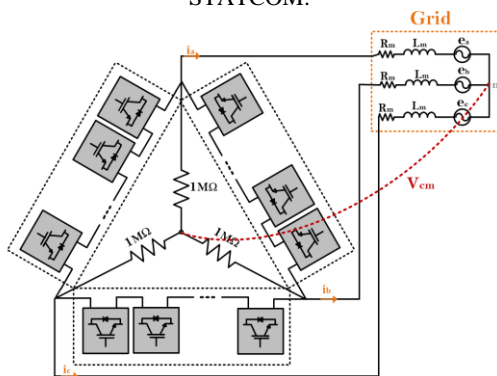 STATCOM.
Grid
ia
Rm Lm ea
Rm Lm eb
n
Rm Lm ec
Vcm
1MΩ
1MΩ
1MΩ
ib
ic